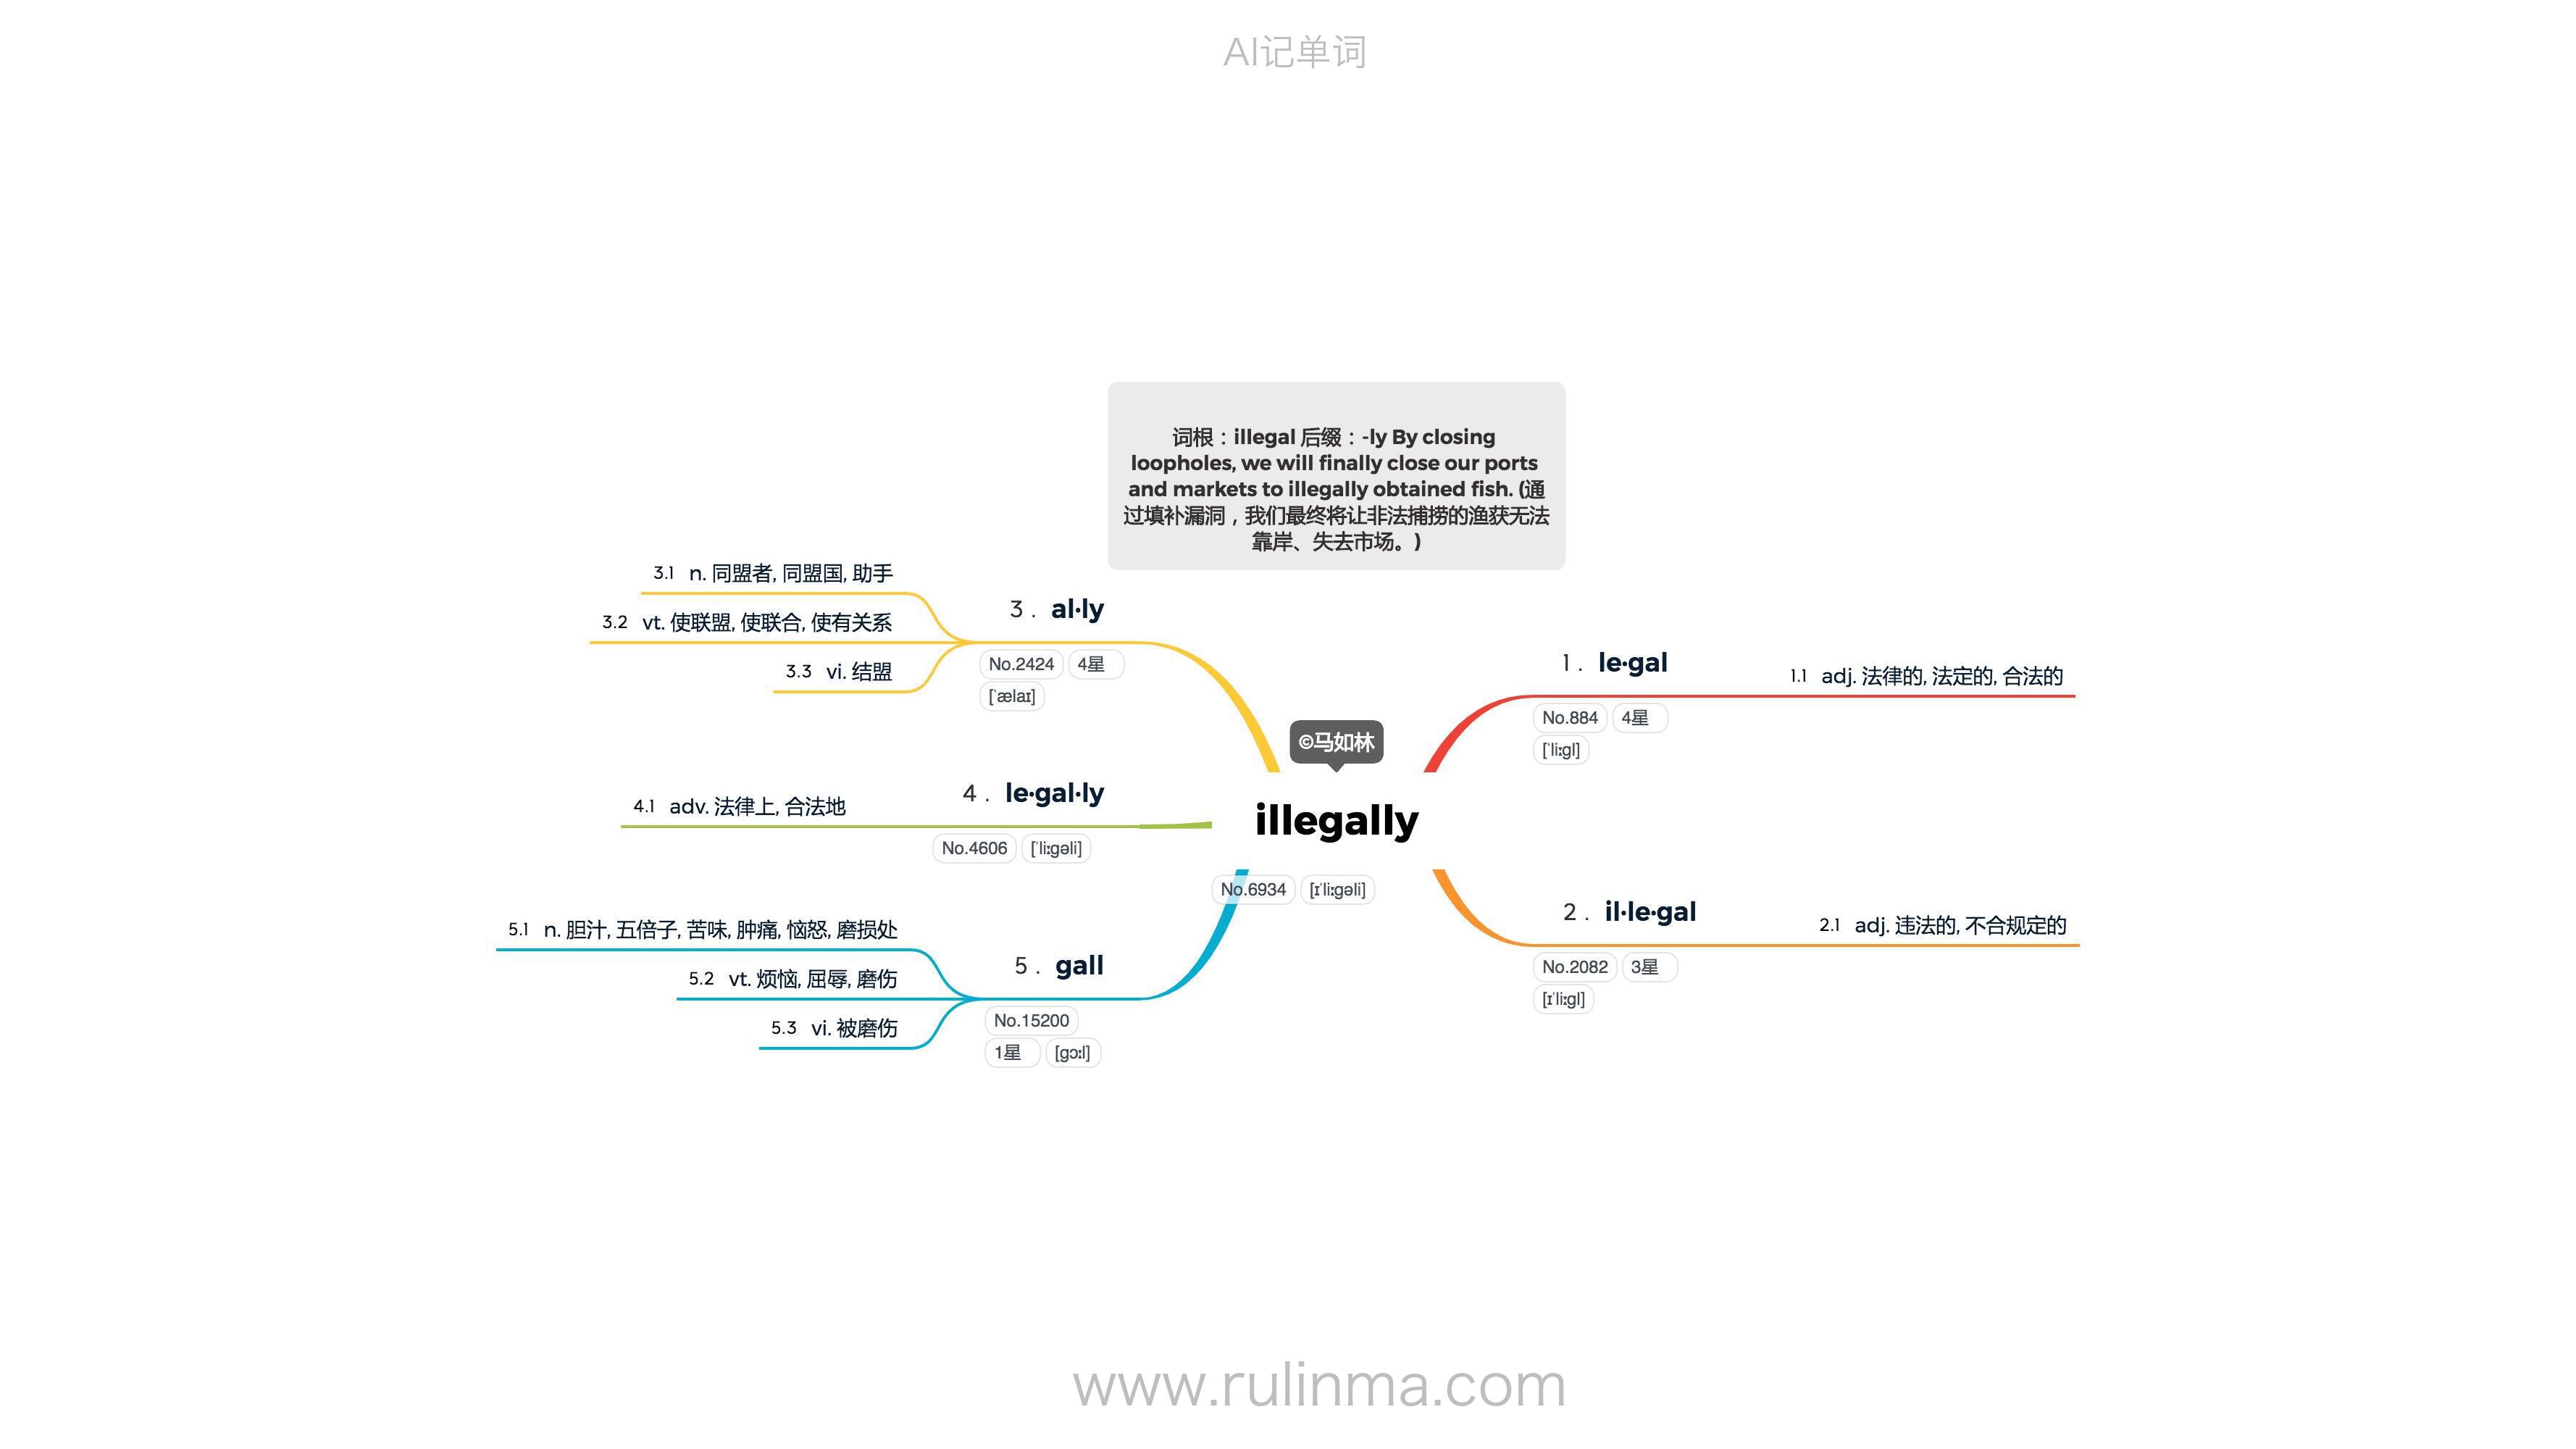 AI记单词
词根：illegal 后缀：-ly By closing
loopholes, we will finally close our ports
and markets to illegally obtained fish. (通
过填补漏洞，我们最终将让非法捕捞的渔获无法
靠岸、失去市场。)
©马如林
illegally
No.6934 [ɪˈliːɡəli]
1. le·gal
No.884 4星
[ˈliːɡl]
1.1 adj. 法律的, 法定的, 合法的
2. il·le·gal
No.2082 3星
[ɪˈliːɡl]
2.1 adj. 违法的, 不合规定的
3. al·ly
No.2424 4星
[ˈælaɪ]
3.1 n. 同盟者, 同盟国, 助手
3.2 vt. 使联盟, 使联合, 使有关系
3.3 vi. 结盟
4. le·gal·ly
No.4606 [ˈliːɡəli]
4.1 adv. 法律上, 合法地
5. gall
No.15200
1星 [ɡɔːl]
5.1 n. 胆汁, 五倍子, 苦味, 肿痛, 恼怒, 磨损处
5.2 vt. 烦恼, 屈辱, 磨伤
5.3 vi. 被磨伤
www.rulinma.com